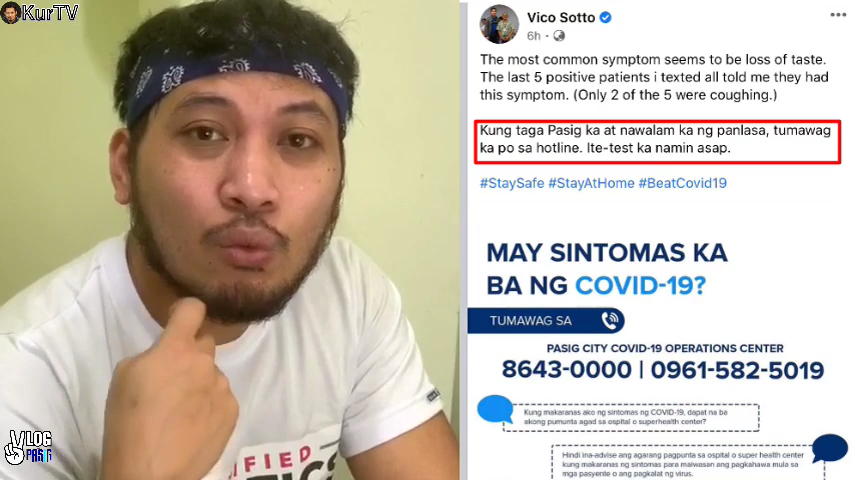 KurTV
VLOG
PASIG
Vico Sotto
6h ·
The most common symptom seems to be loss of taste.
The last 5 positive patients i texted all told me they had
this symptom. (Only 2 of the 5 were coughing.)
Kung taga Pasig ka at nawalam ka ng panlasa, tumawag
ka po sa hotline. Ite-test ka namin asap.
#StaySafe #StayAtHome #BeatCovid19
MAY SINTOMAS KA
BA NG COVID-19?
TUMAWAG SA
PASIG CITY COVID-19 OPERATIONS CENTER
8643-0000 | 0961-582-5019
Kung makaranas ako ng sintomas ng COVID-19, dapat na ba
akong pumunta agad sa ospital o superhealth center?
Hindi ina-advise ang agarang pagpunta sa ospital o super health center
kung makaranas ng sintomas para maiwasan ang pagkahawa mula sa
mga pasyente o ang pagkalat ng virus.